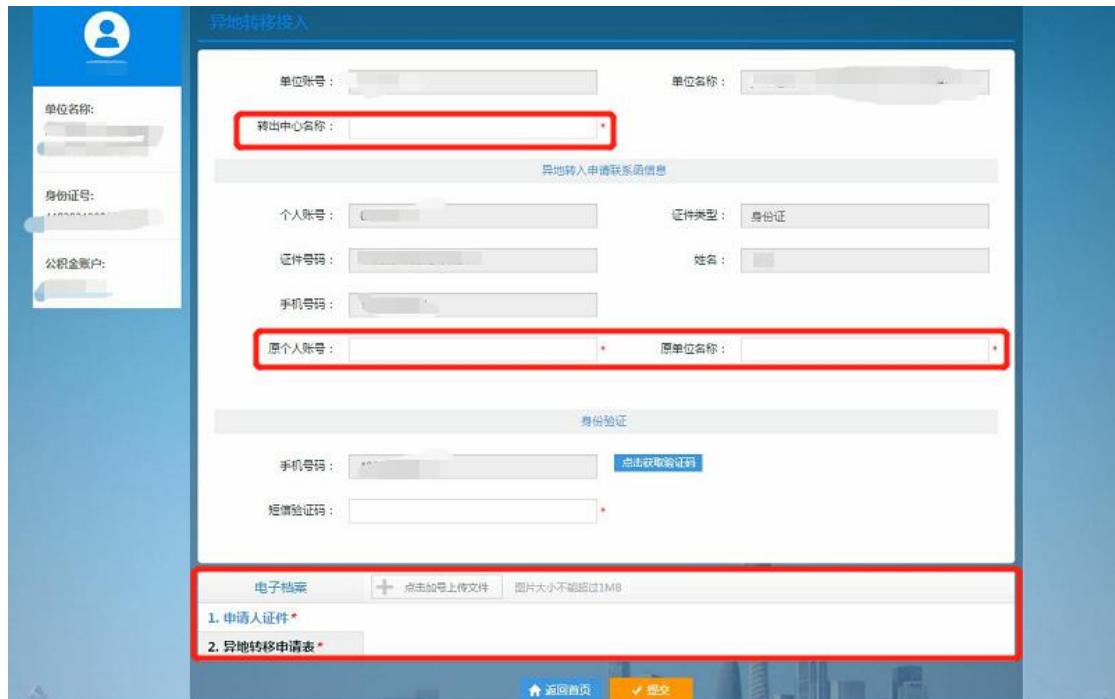 异地转移接入
单位名称:
身份证号:
公积金账户:
单位账号： 单位名称：
转出中心名称： *
异地转入申请联系函信息
个人账号： 证件类型： 身份证
证件号码： 姓名：
手机号码：
原个人账号： * 原单位名称： *
身份验证
手机号码： 点击获取验证码
短信验证码： *
电子档案 点击加号上传文件 图片大小不能超过1MB
1. 申请人证件*
2. 异地转移申请表*
返回首页 提交